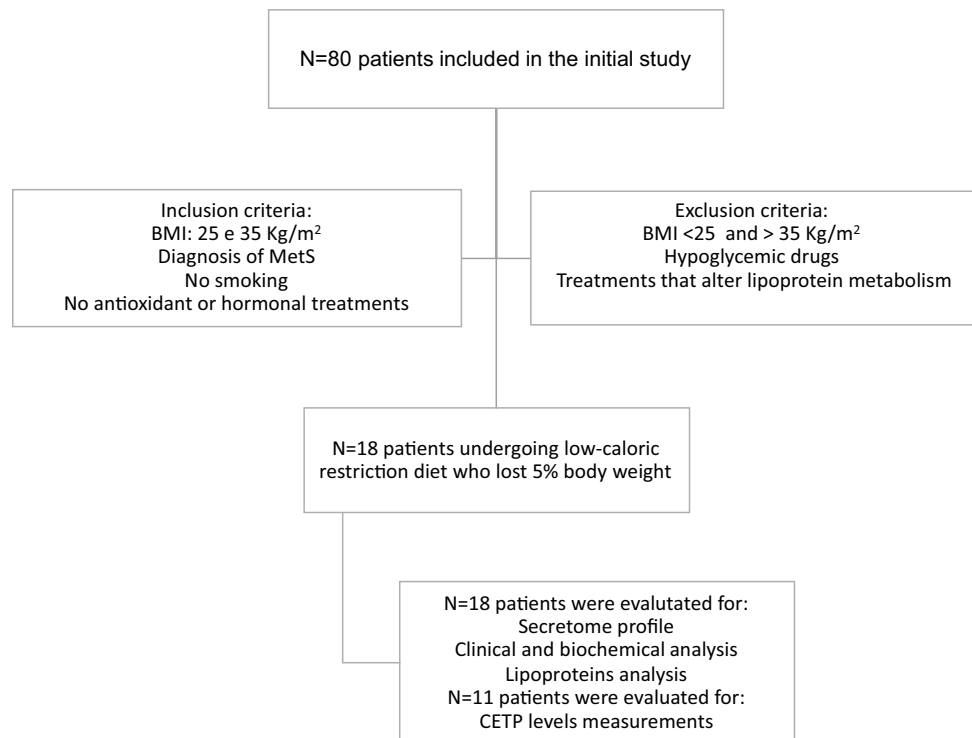 N=80 patients included in the initial study
Inclusion criteria:
BMI: 25 e 35 Kg/m²
Diagnosis of MetS
No smoking
No antioxidant or hormonal treatments
Exclusion criteria:
BMI <25 and > 35 Kg/m²
Hypoglycemic drugs
Treatments that alter lipoprotein metabolism
N=18 patients undergoing low-caloric
restriction diet who lost 5% body weight
N=18 patients were evalutated for:
Secretome profile
Clinical and biochemical analysis
Lipoproteins analysis
N=11 patients were evaluated for:
CETP levels measurements